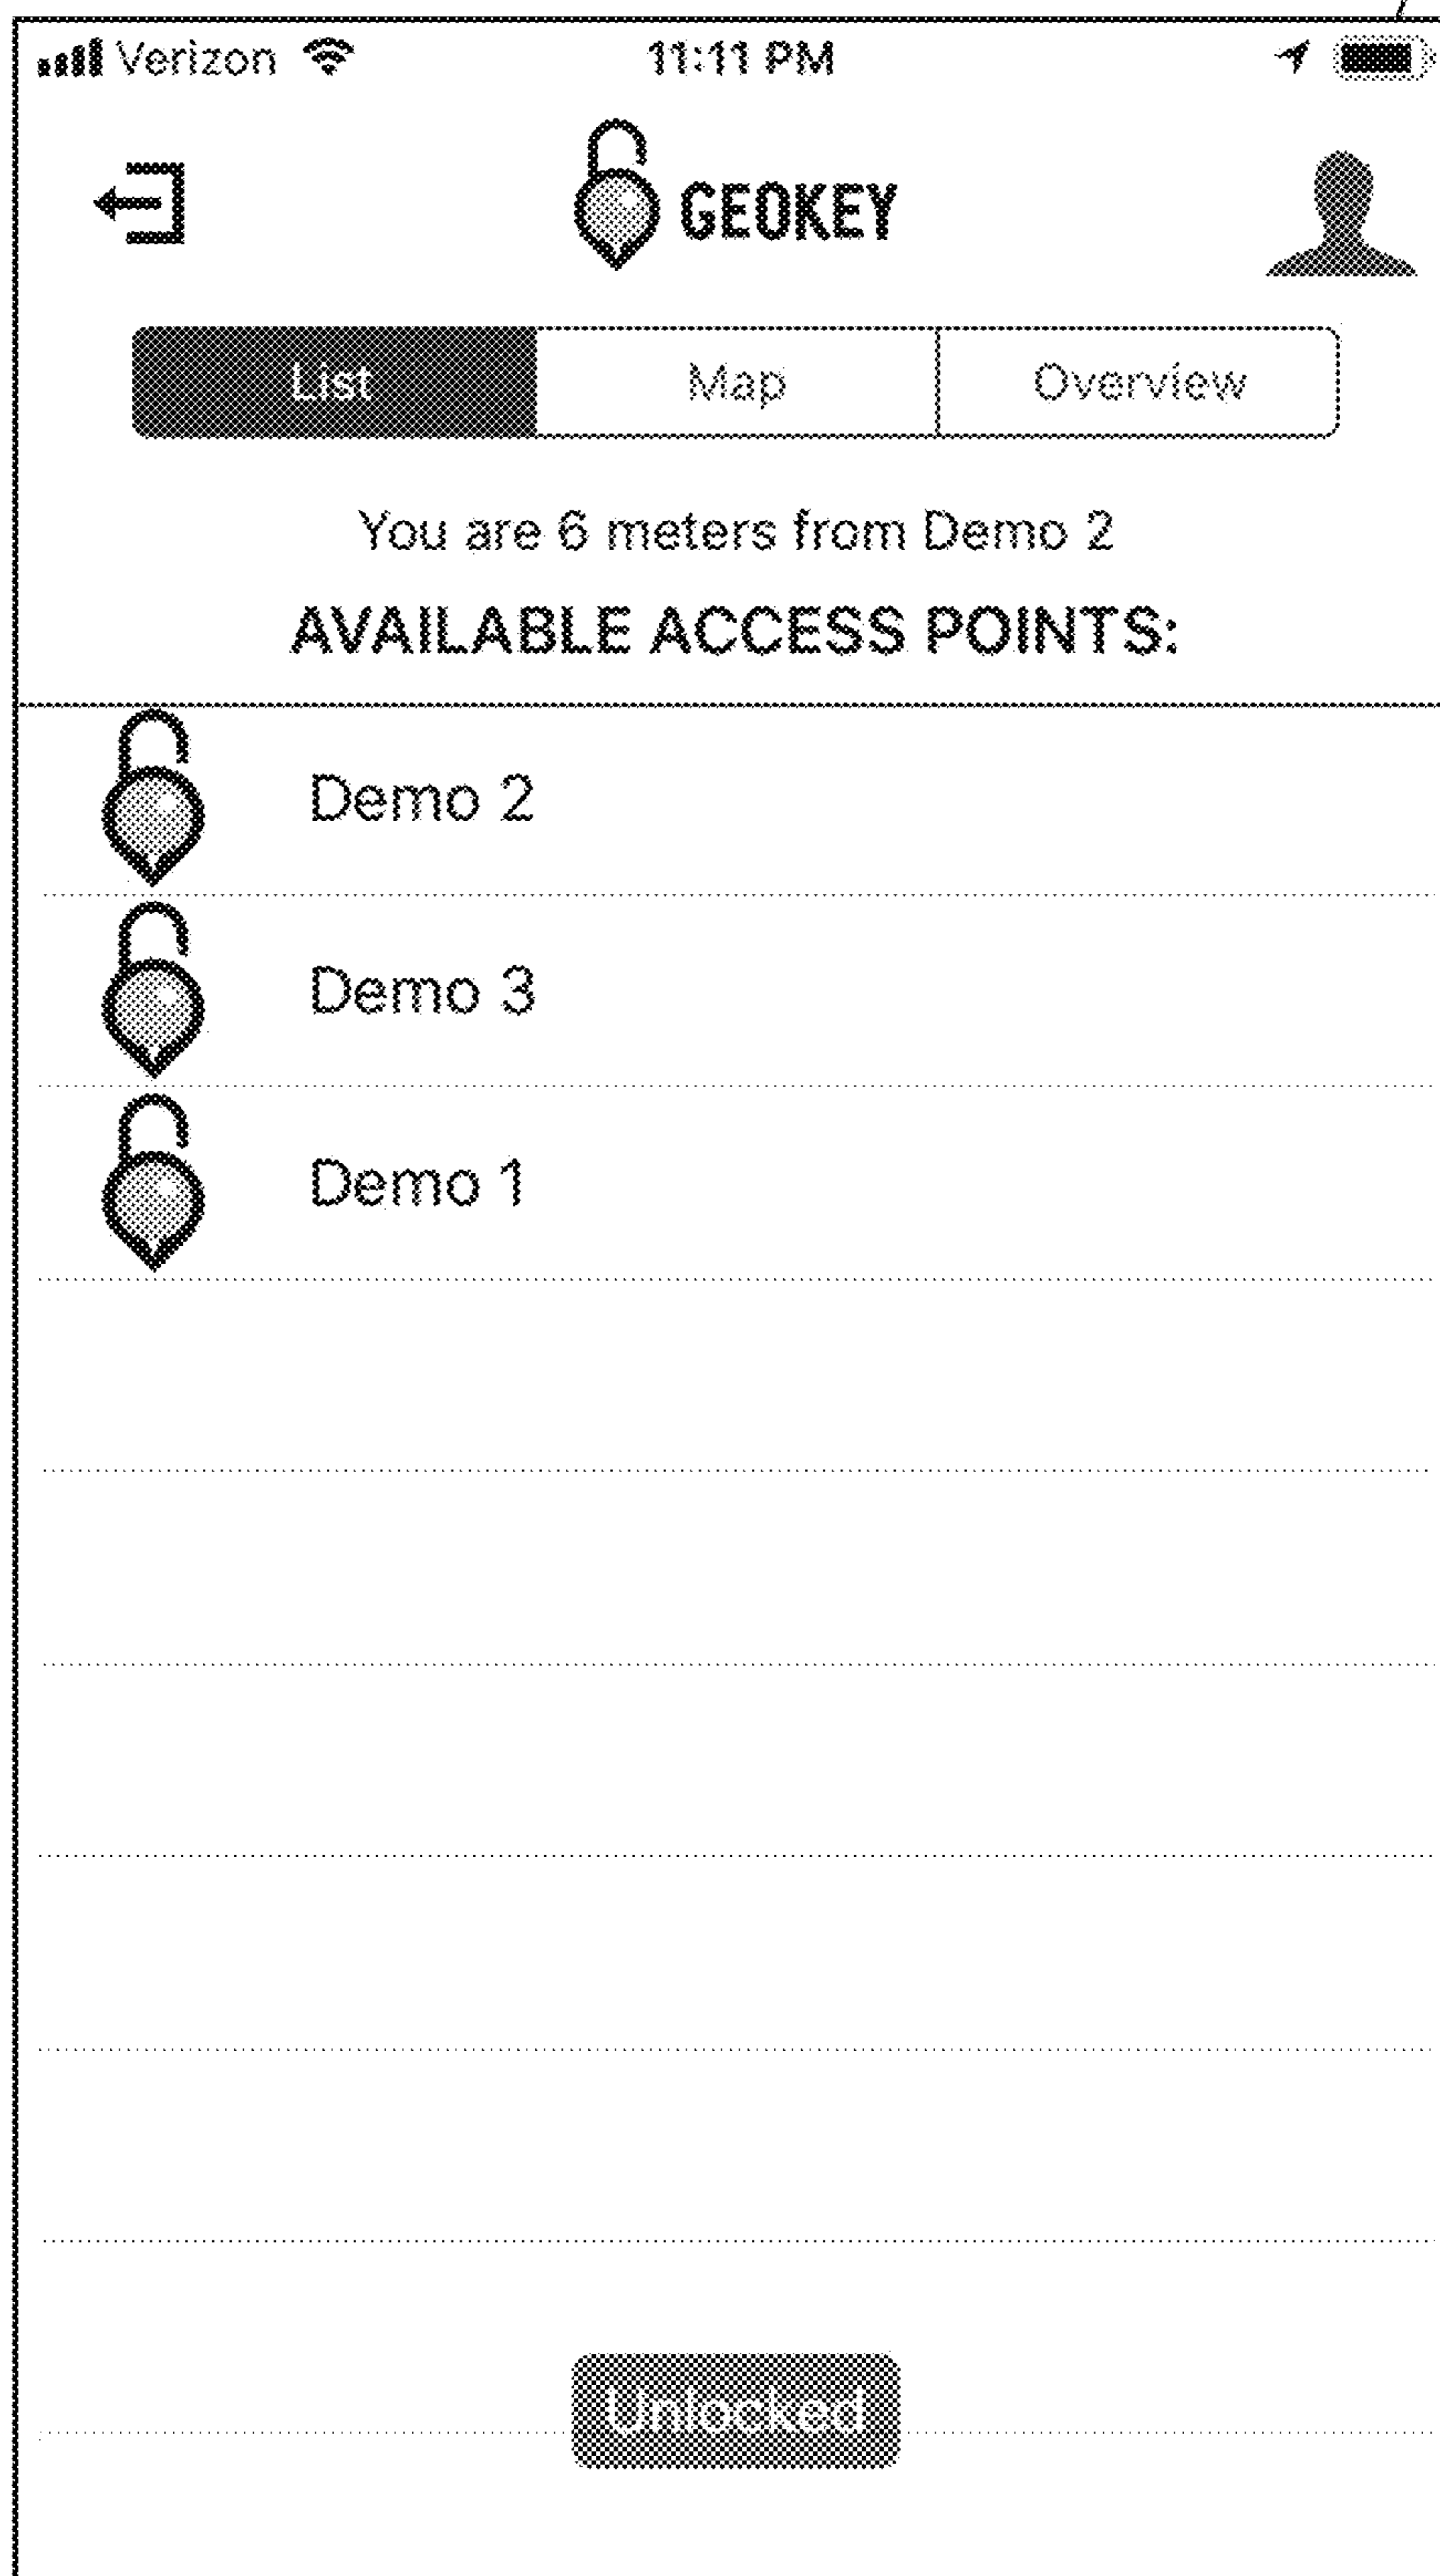 Verizon 11:11 PM
GEOKEY
List Map Overview
You are 6 meters from Demo 2
AVAILABLE ACCESS POINTS:
Demo 2
Demo 3
Demo 1
Unlocked